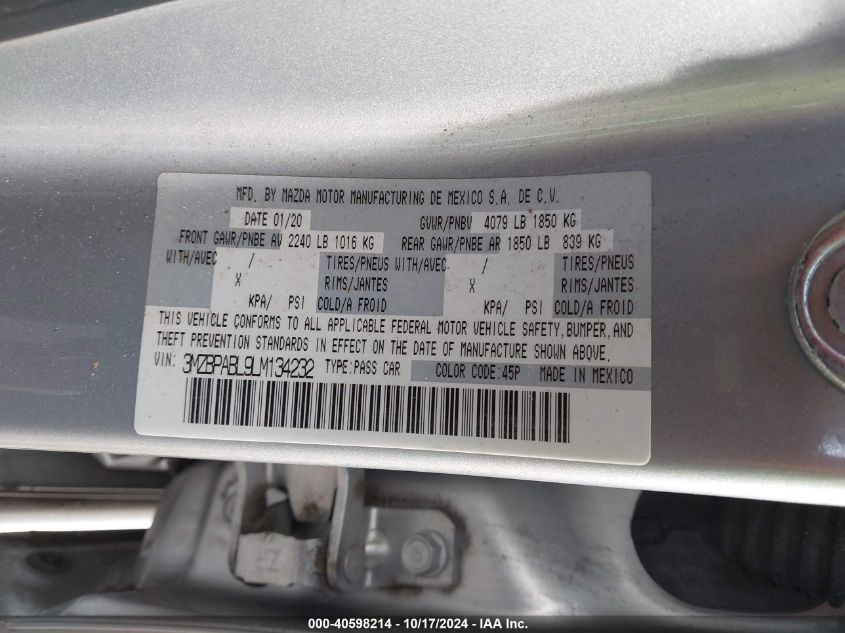 MFD. BY MAZDA MOTOR MANUFACTURING DE MEXICO S.A. DE C.V.
DATE 01/20 GVWR/PNBV 4079 LB 1850 KG
FRONT GAWR/PNBE AV 2240 LB 1016 KG REAR GAWR/PNBE AR 1850 LB 839 KG
WITH/AVEC / TIRES/PNEUS WITH/AVEC / TIRES/PNEUS
X RIMS/JANTES X RIMS/JANTES
KPA/ PSI COLD/A FROID KPA/ PSI COLD/A FROID
THIS VEHICLE CONFORMS TO ALL APPLICABLE FEDERAL MOTOR VEHICLE SAFETY, BUMPER, AND
THEFT PREVENTION STANDARDS IN EFFECT ON THE DATE OF MANUFACTURE SHOWN ABOVE.
VIN: 3MZBPABL9LM134232 TYPE:PASS CAR COLOR CODE:45P MADE IN MEXICO
000-40598214 - 10/17/2024 - IAA Inc.